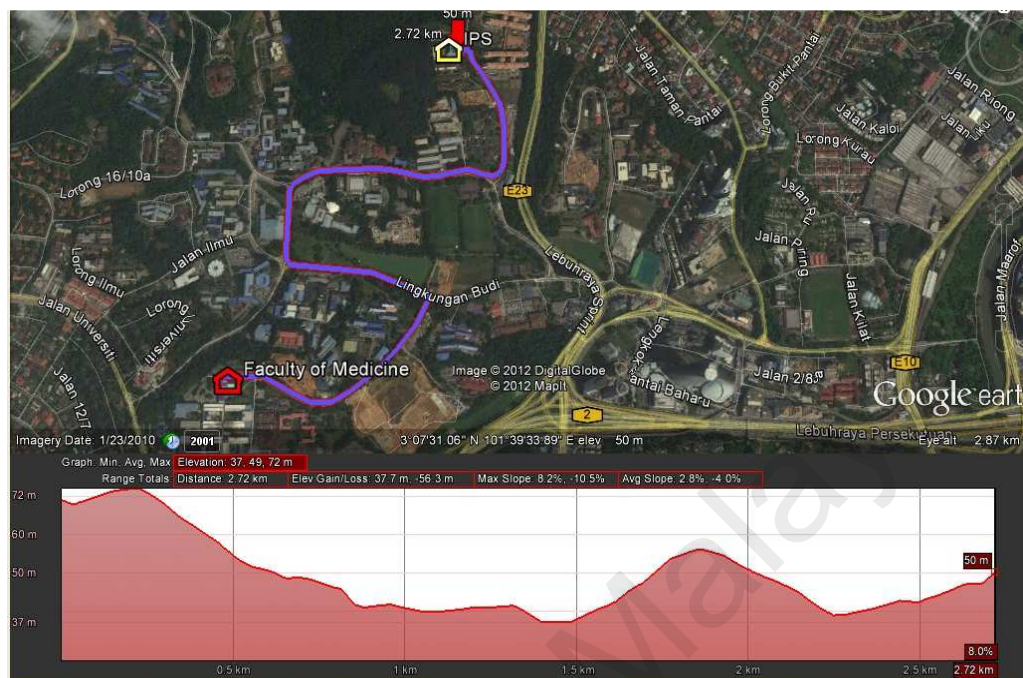 50 m
2.72 km
IPS
Jalan Taman Pantai
Lorong Bukit Pantai
Jalan Riong
Jalan Liku
Jalan Kaloi
Lorong Kurau
Lorong 16/10a
E23
Jalan Ilmu
Lorong Ilmu
Jalan Piring
Lingkungan Budi
Lebuhraya Sprint
Jalan Maarof
Jalan Kilat
Jalan Universiti
Lorong Universiti
E10
Faculty of Medicine
Image © 2012 DigitalGlobe
© 2012 MapIt
Jalan 2/83a
Pantai Baharu
Google eart
Jalan 12/7
2
Lebuhraya Persekutuan
Imagery Date: 1/23/2010
2001
3°07'31.06" N 101°39'33.89" E elev 50 m
Eye alt 2.87 km
Graph: Min, Avg, Max Elevation: 37, 49, 72 m
Range Totals: Distance: 2.72 km Elev Gain/Loss: 37.7 m, -56.3 m Max Slope: 8.2%, -10.5% Avg Slope: 2.8%, -4.0%
72 m
60 m
50 m
37 m
50 m
8.0%
0.5 km
1 km
1.5 km
2 km
2.5 km
2.72 km
Malay